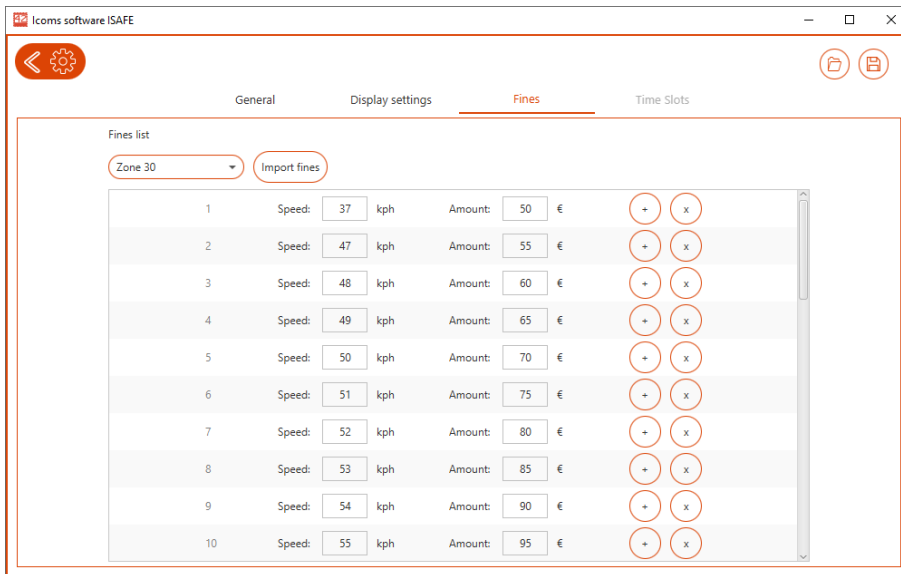 Icoms software ISAFE
General Display settings Fines Time Slots
Fines list
Zone 30 Import fines
1 Speed: 37 kph Amount: 50 € + x
2 Speed: 47 kph Amount: 55 € + x
3 Speed: 48 kph Amount: 60 € + x
4 Speed: 49 kph Amount: 65 € + x
5 Speed: 50 kph Amount: 70 € + x
6 Speed: 51 kph Amount: 75 € + x
7 Speed: 52 kph Amount: 80 € + x
8 Speed: 53 kph Amount: 85 € + x
9 Speed: 54 kph Amount: 90 € + x
10 Speed: 55 kph Amount: 95 € + x